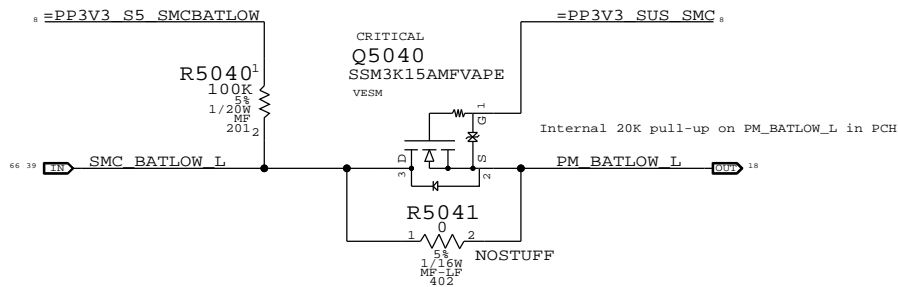 8 =PP3V3_S5_SMCBATLOW
=PP3V3_SUS_SMC 8
CRITICAL
Q5040
SSM3K15AMFVAPE
VESM
R5040
1
100K
5%
1/20W
MF
201
2
G 1
D 3
S 2
Internal 20K pull-up on PM_BATLOW_L in PCH
66 39 IN SMC_BATLOW_L
PM_BATLOW_L OUT 18
R5041
0
1 2
5%
1/16W
MF-LF
402
NOSTUFF